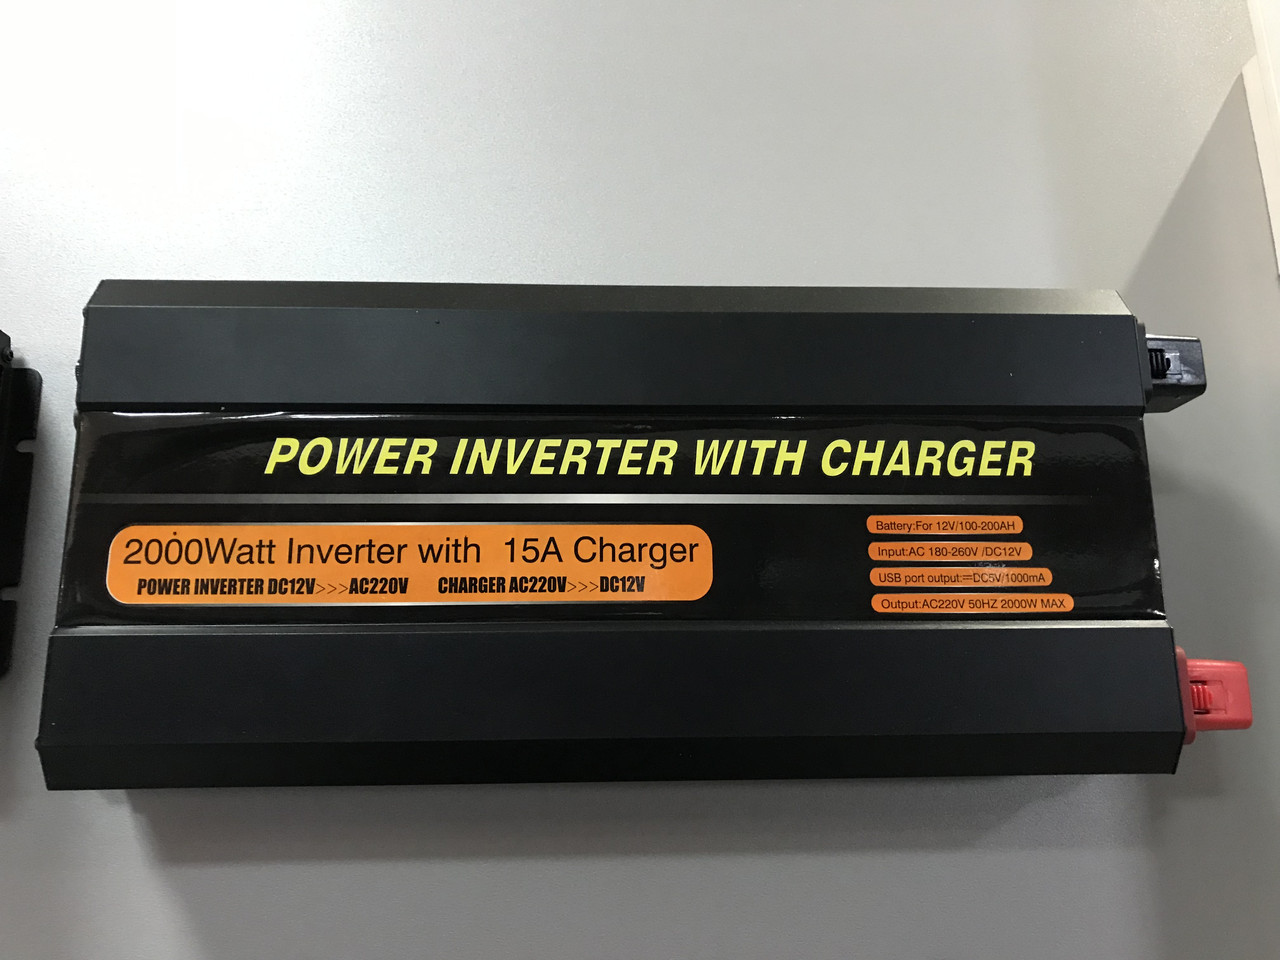 POWER INVERTER WITH CHARGER
2000Watt Inverter with 15A Charger
POWER INVERTER DC12V>>>AC220V CHARGER AC220V>>>DC12V
Battery:For 12V/100-200AH
Input:AC 180-260V /DC12V
USB port output:⎓DC5V/1000mA
Output:AC220V 50HZ 2000W MAX